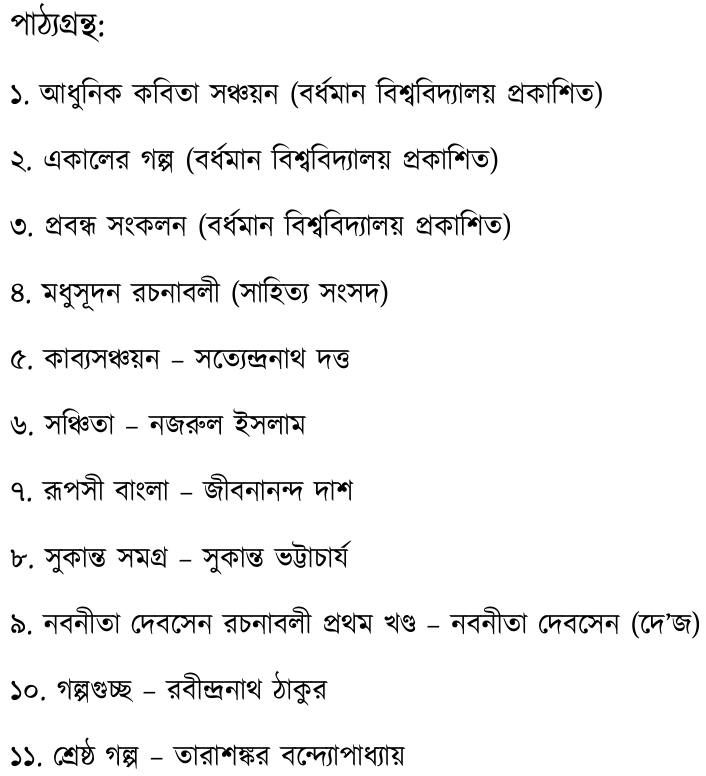 পাঠ্যগ্রন্থ:
১. আধুনিক কবিতা সঞ্চয়ন (বর্ধমান বিশ্ববিদ্যালয় প্রকাশিত)
২. একালের গল্প (বর্ধমান বিশ্ববিদ্যালয় প্রকাশিত)
৩. প্রবন্ধ সংকলন (বর্ধমান বিশ্ববিদ্যালয় প্রকাশিত)
৪. মধুসূদন রচনাবলী (সাহিত্য সংসদ)
৫. কাব্যসঞ্চয়ন – সত্যেন্দ্রনাথ দত্ত
৬. সঞ্চিতা – নজরুল ইসলাম
৭. রূপসী বাংলা – জীবনানন্দ দাশ
৮. সুকান্ত সমগ্র – সুকান্ত ভট্টাচার্য
৯. নবনীতা দেবসেন রচনাবলী প্রথম খণ্ড – নবনীতা দেবসেন (দে’জ)
১০. গল্পগুচ্ছ – রবীন্দ্রনাথ ঠাকুর
১১. শ্রেষ্ঠ গল্প – তারাশঙ্কর বন্দ্যোপাধ্যায়